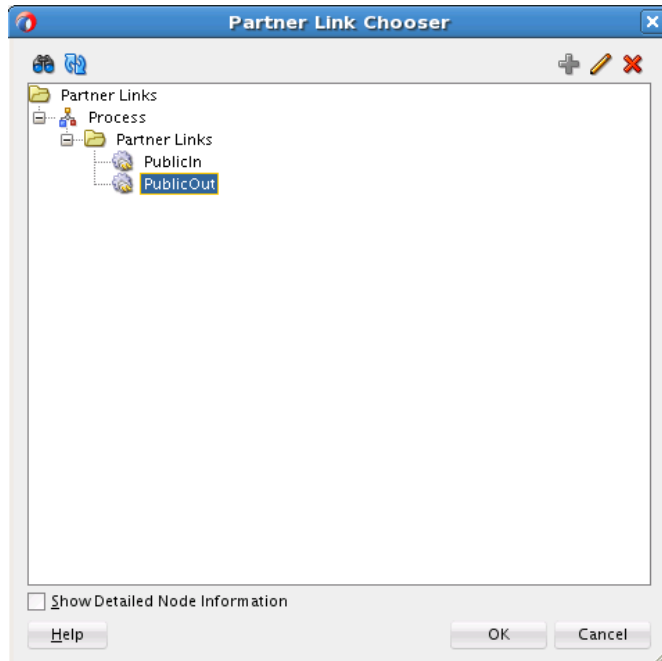 Partner Link Chooser
Partner Links
Process
Partner Links
PublicIn
PublicOut
Show Detailed Node Information
Help OK Cancel